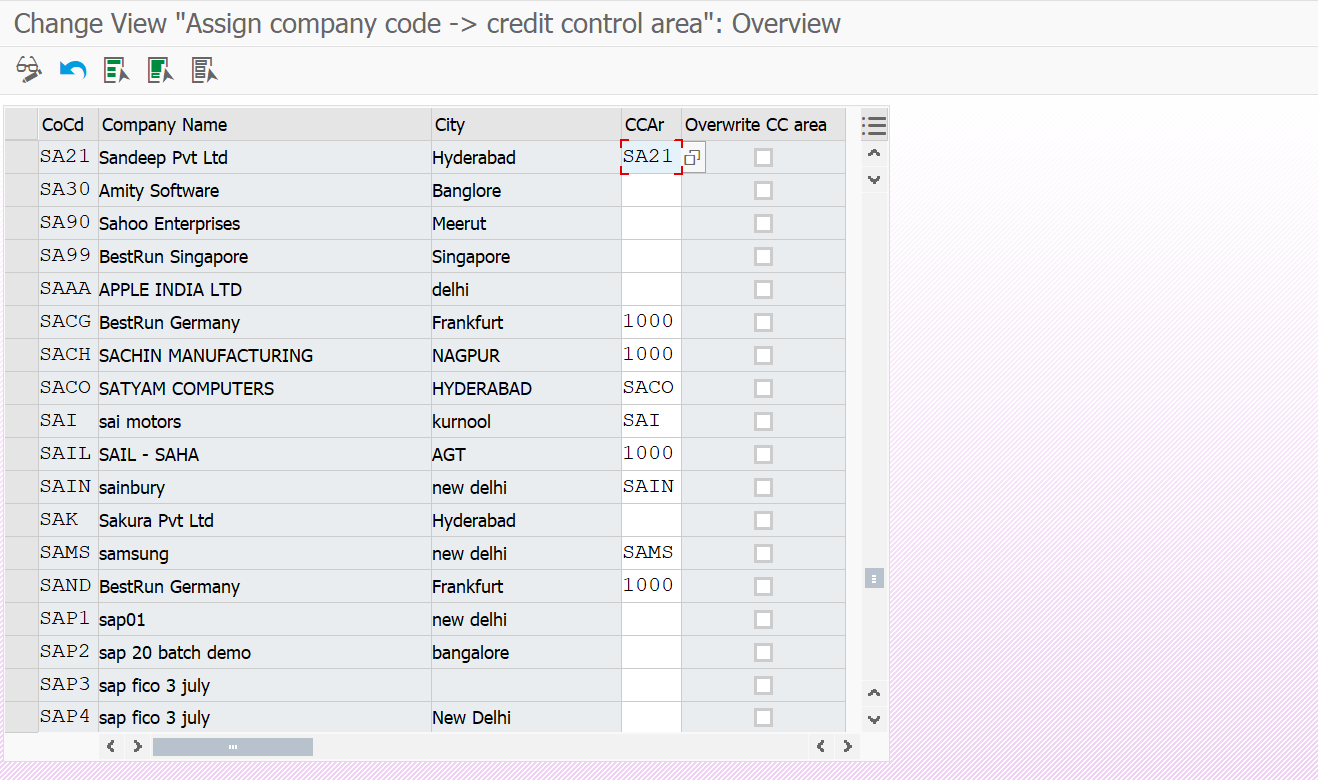 Change View "Assign company code -> credit control area": Overview
CoCd Company Name City CCAr Overwrite CC area
SA21 Sandeep Pvt Ltd Hyderabad SA21
SA30 Amity Software Banglore
SA90 Sahoo Enterprises Meerut
SA99 BestRun Singapore Singapore
SAAA APPLE INDIA LTD delhi
SACG BestRun Germany Frankfurt 1000
SACH SACHIN MANUFACTURING NAGPUR 1000
SACO SATYAM COMPUTERS HYDERABAD SACO
SAI sai motors kurnool SAI
SAIL SAIL - SAHA AGT 1000
SAIN sainbury new delhi SAIN
SAK Sakura Pvt Ltd Hyderabad
SAMS samsung new delhi SAMS
SAND BestRun Germany Frankfurt 1000
SAP1 sap01 new delhi
SAP2 sap 20 batch demo bangalore
SAP3 sap fico 3 july
SAP4 sap fico 3 july New Delhi